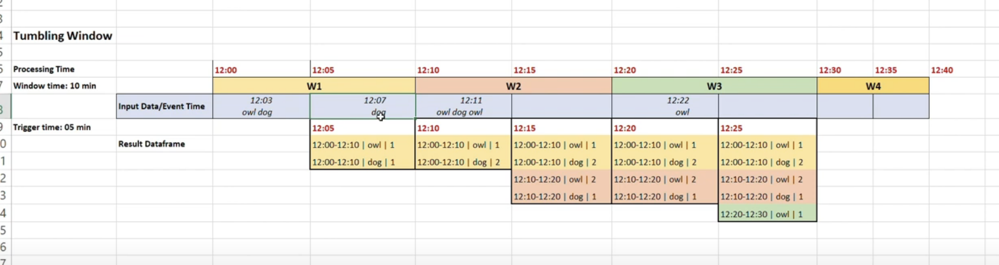 Tumbling Window
Processing Time 12:00 12:05 12:10 12:15 12:20 12:25 12:30 12:35 12:40
Window time: 10 min W1 W2 W3 W4
12:03 12:07 12:11 12:22
Input Data/Event Time
owl dog dog owl dog owl owl
Trigger time: 05 min 12:05 12:10 12:15 12:20 12:25
Result Dataframe 12:00-12:10 | owl | 1 12:00-12:10 | owl | 1 12:00-12:10 | owl | 1 12:00-12:10 | owl | 1 12:00-12:10 | owl | 1
12:00-12:10 | dog | 1 12:00-12:10 | dog | 2 12:00-12:10 | dog | 2 12:00-12:10 | dog | 2 12:00-12:10 | dog | 2
12:10-12:20 | owl | 2 12:10-12:20 | owl | 2 12:10-12:20 | owl | 2
12:10-12:20 | dog | 1 12:10-12:20 | dog | 1 12:10-12:20 | dog | 1
12:20-12:30 | owl | 1